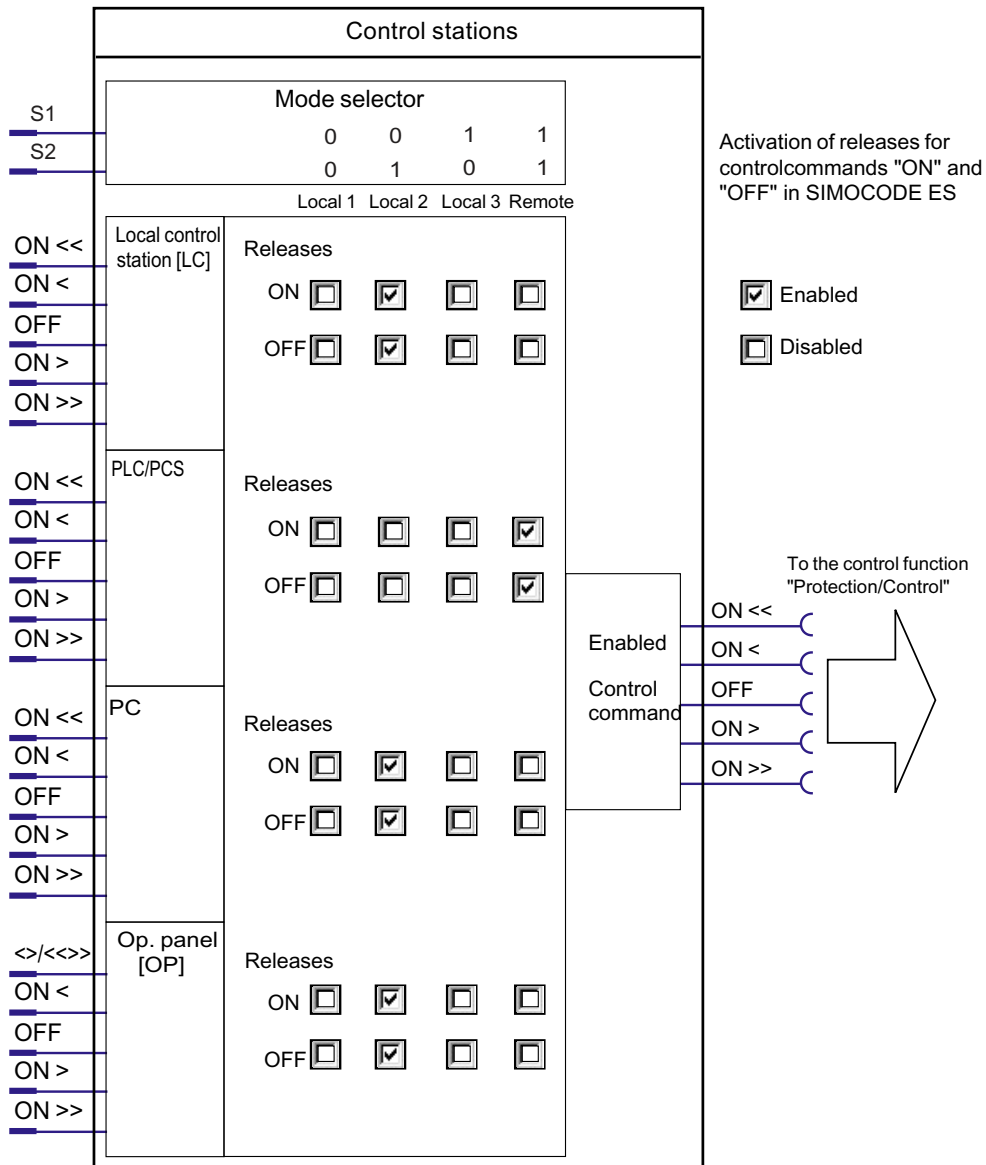 Control stations
Mode selector
S1
0 0 1 1
S2
0 1 0 1
Local 1 Local 2 Local 3 Remote
Activation of releases for
controlcommands "ON" and
"OFF" in SIMOCODE ES
Enabled
Disabled
ON <<
ON <
OFF
ON >
ON >>
Local control
station [LC]
Releases
ON
OFF
ON <<
ON <
OFF
ON >
ON >>
PLC/PCS
Releases
ON
OFF
ON <<
ON <
OFF
ON >
ON >>
PC
Releases
ON
OFF
<>/<<>>
ON <
OFF
ON >
ON >>
Op. panel
[OP]
Releases
ON
OFF
Enabled
Control
command
ON <<
ON <
OFF
ON >
ON >>
To the control function
"Protection/Control"